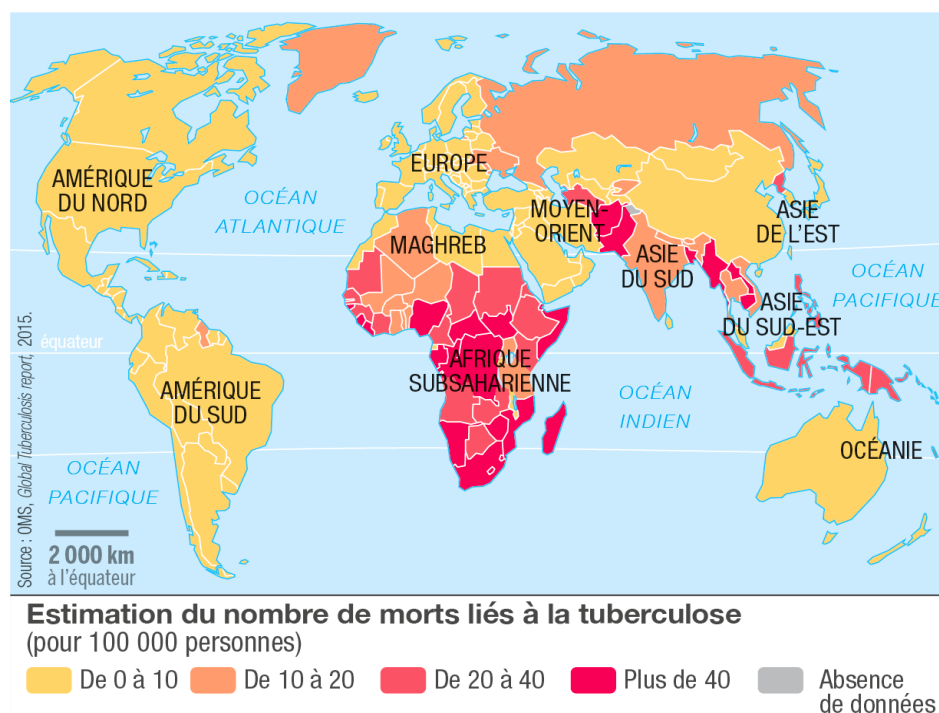 AMÉRIQUE
DU NORD
OCÉAN
ATLANTIQUE
EUROPE
MAGHREB
MOYEN-
ORIENT
ASIE
DU SUD
ASIE
DE L'EST
OCÉAN
PACIFIQUE
ASIE
DU SUD-EST
équateur
AFRIQUE
SUBSAHARIENNE
AMÉRIQUE
DU SUD
OCÉAN
INDIEN
OCÉANIE
OCÉAN
PACIFIQUE
2 000 km
à l'équateur
Source : OMS, Global Tuberculosis report, 2015.
Estimation du nombre de morts liés à la tuberculose
(pour 100 000 personnes)
De 0 à 10
De 10 à 20
De 20 à 40
Plus de 40
Absence
de données